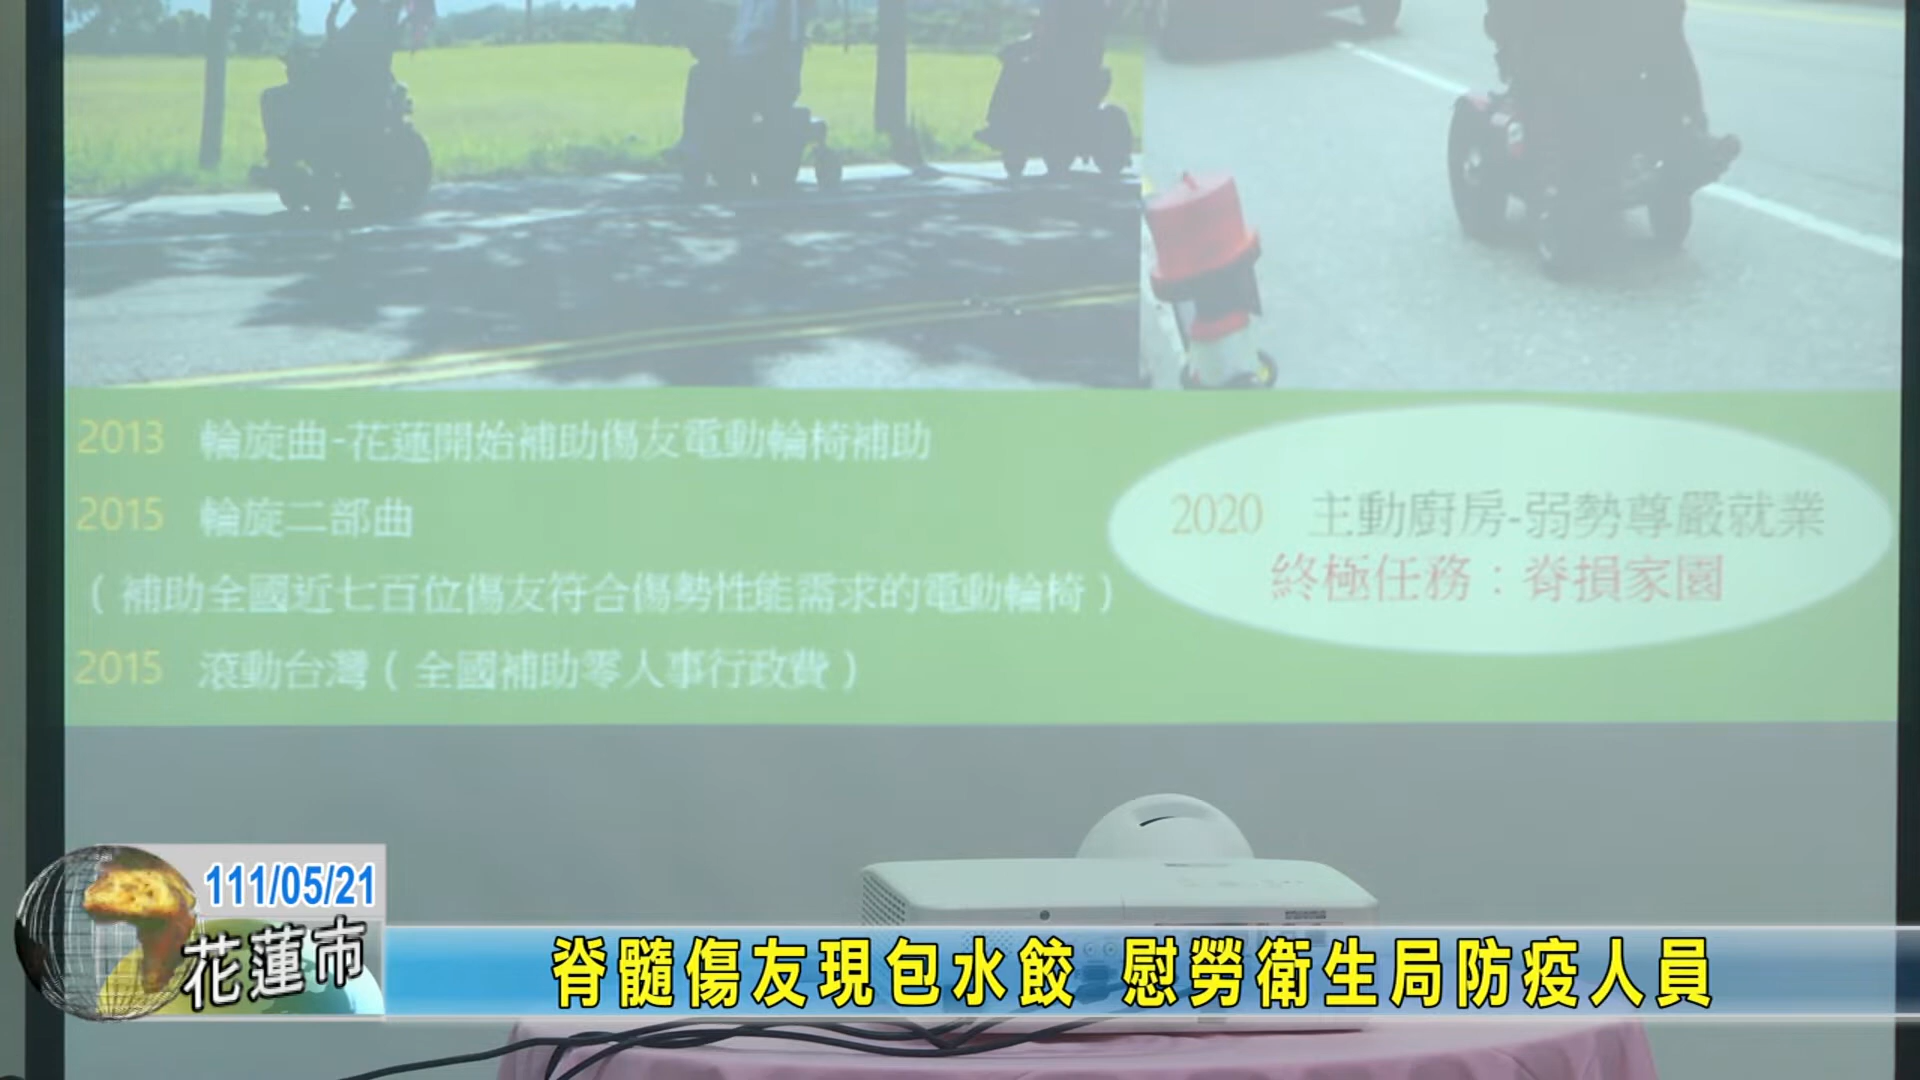 2013 輪旋曲-花蓮開始補助傷友電動輪椅補助
2015 輪旋二部曲
（補助全國近七百位傷友符合傷勢性能需求的電動輪椅）
2015 滾動台灣（全國補助零人事行政費）
2020 主動廚房-弱勢尊嚴就業
終極任務：脊損家園
111/05/21
花蓮市
脊髓傷友現包水餃 慰勞衛生局防疫人員